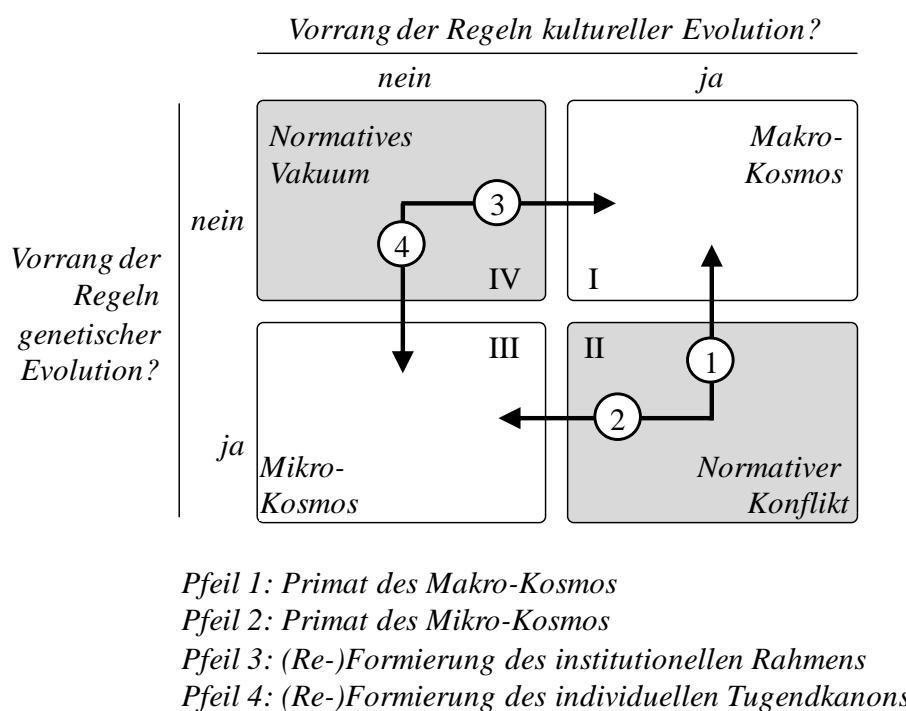 Vorrang der Regeln kultureller Evolution?
nein
ja
Vorrang der
Regeln
genetischer
Evolution?
nein
ja
Normatives
Vakuum
IV
Makro-
Kosmos
I
3
4
III
Mikro-
Kosmos
II
1
2
Normativer
Konflikt
Pfeil 1: Primat des Makro-Kosmos
Pfeil 2: Primat des Mikro-Kosmos
Pfeil 3: (Re-)Formierung des institutionellen Rahmens
Pfeil 4: (Re-)Formierung des individuellen Tugendkanons